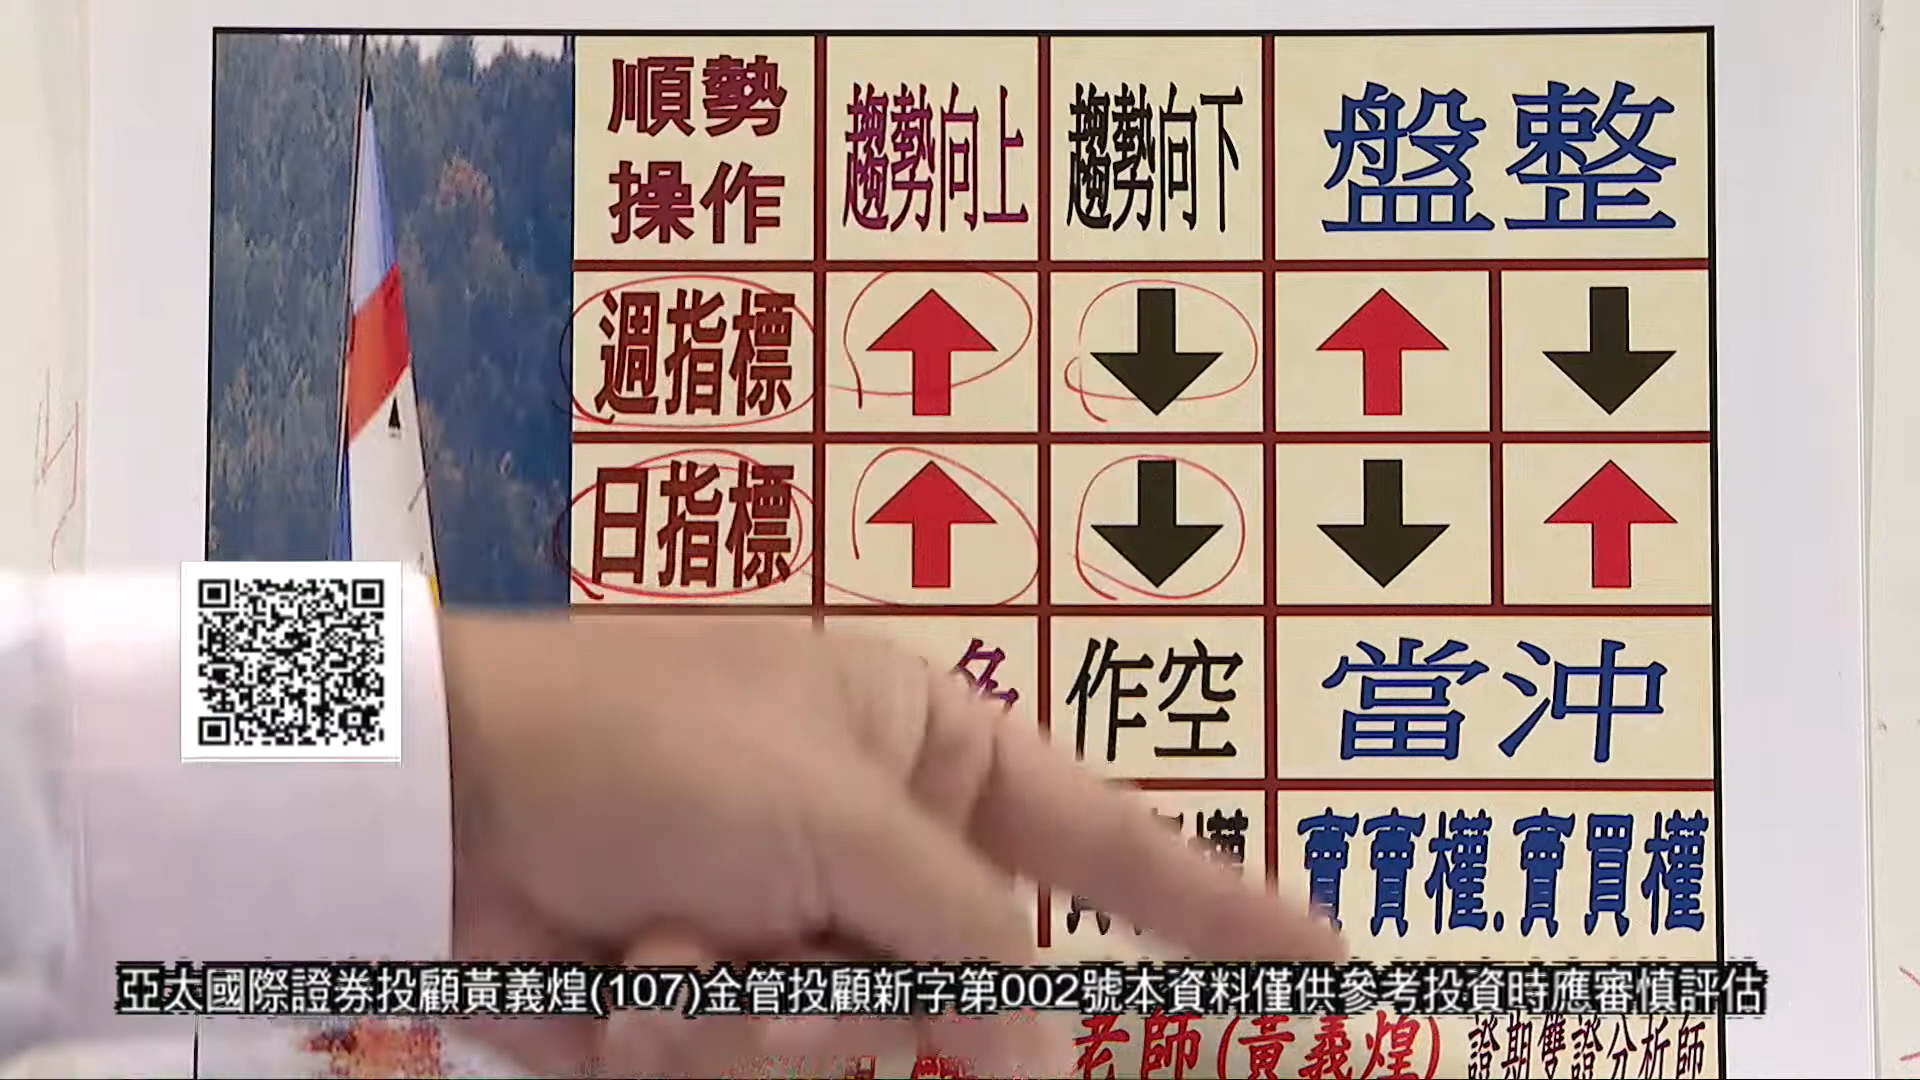 順勢
操作
趨勢向上
趨勢向下
盤整
週指標
日指標
多
作空
當沖
權
賣賣權.賣買權
亞太國際證券投顧黃義煌(107)金管投顧新字第002號本資料僅供參考投資時應審慎評估
老師(黃義煌)
證期雙證分析師